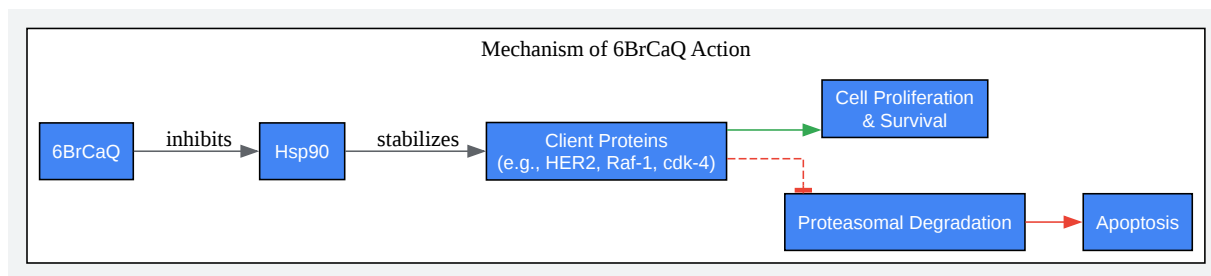 Mechanism of 6BrCaQ Action
6BrCaQ
inhibits
Hsp90
stabilizes
Client Proteins
(e.g., HER2, Raf-1, cdk-4)
Cell Proliferation
& Survival
Proteasomal Degradation
Apoptosis